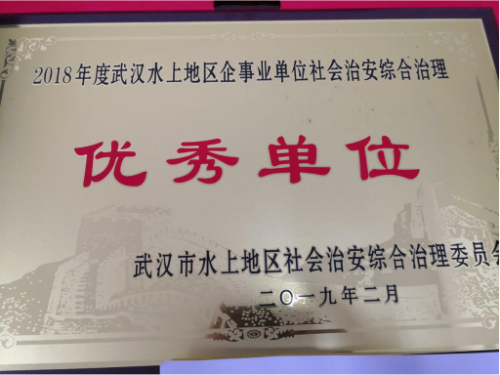 2018年度武汉水上地区企事业单位社会治安综合治理
优秀单位
武汉市水上地区社会治安综合治理委员会
二〇一九年二月